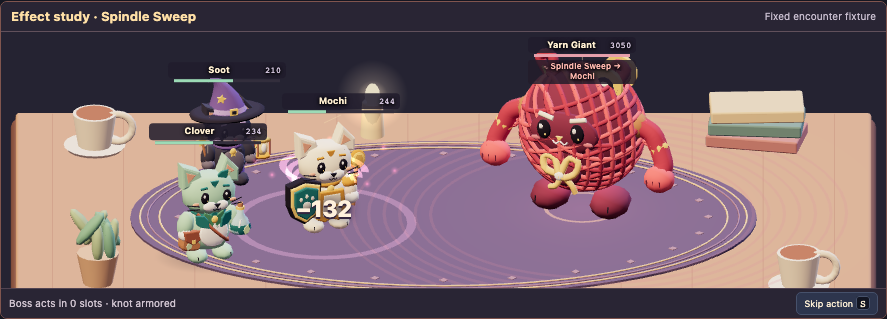 Effect study · Spindle Sweep
Fixed encounter fixture
Yarn Giant 3050
Spindle Sweep →
Mochi
Soot 210
Mochi 244
Clover 234
-132
Boss acts in 0 slots · knot armored
Skip action S